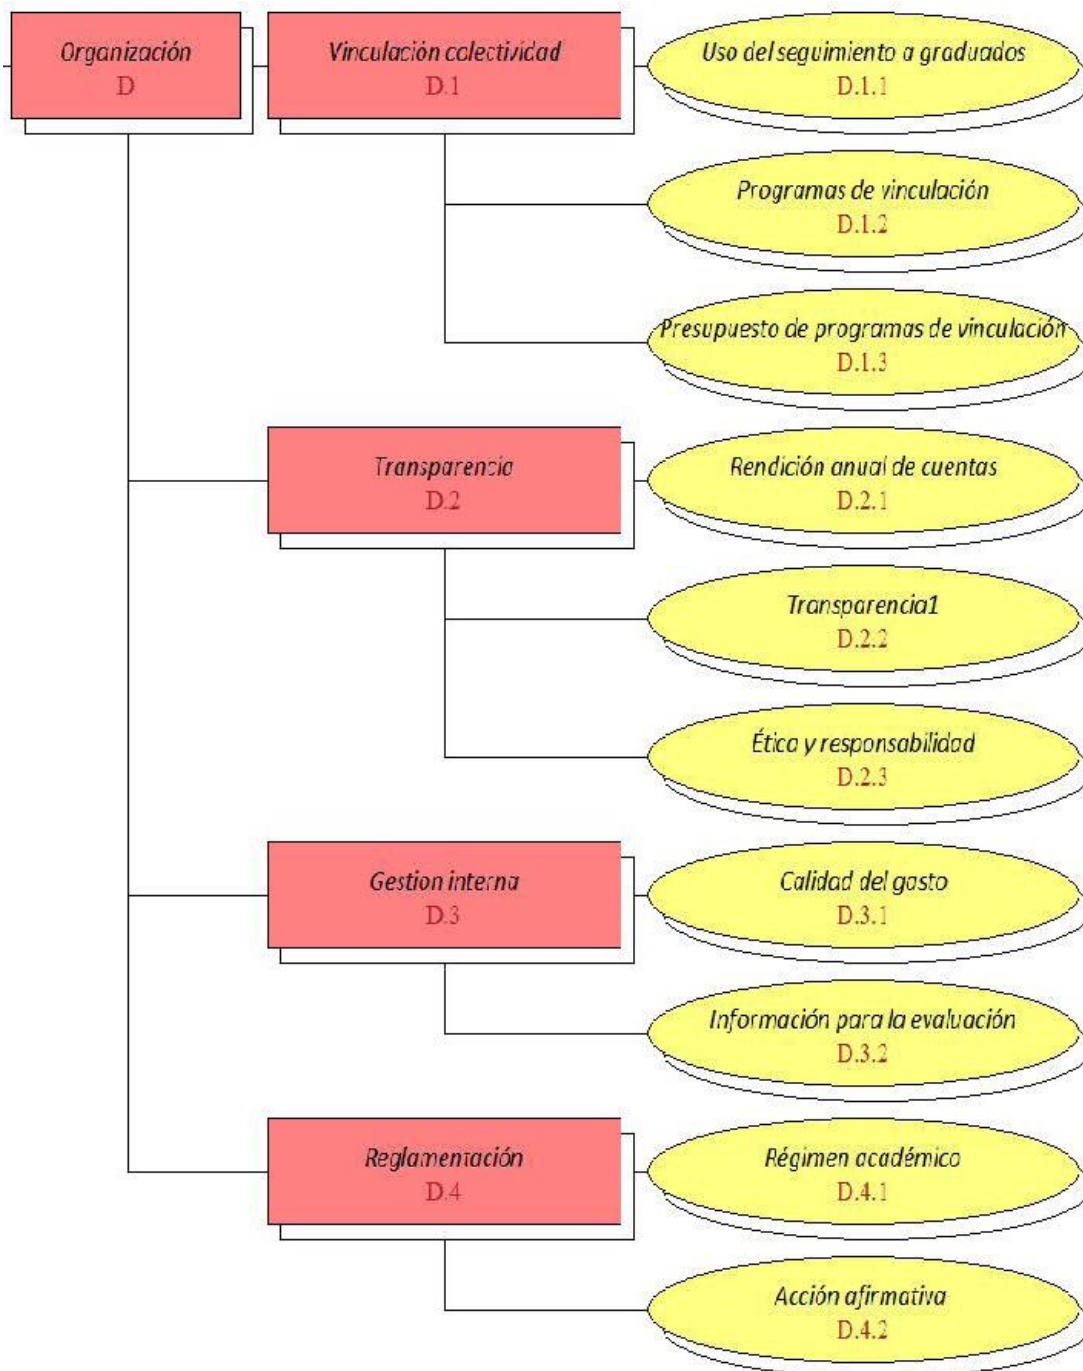 Organización
D
Vinculación colectividad
D.1
Uso del seguimiento a graduados
D.1.1
Programas de vinculación
D.1.2
Presupuesto de programas de vinculación
D.1.3
Transparencia
D.2
Rendición anual de cuentas
D.2.1
Transparencia1
D.2.2
Ética y responsabilidad
D.2.3
Gestion interna
D.3
Calidad del gasto
D.3.1
Información para la evaluación
D.3.2
Reglamentación
D.4
Régimen académico
D.4.1
Acción afirmativa
D.4.2